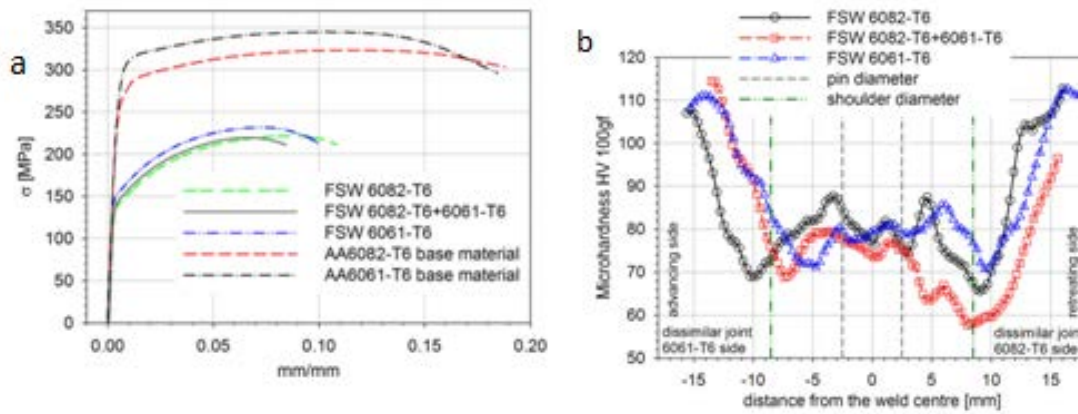 a
350
300
250
200
150
100
50
0
σ [MPa]
FSW 6082-T6
FSW 6082-T6+6061-T6
FSW 6061-T6
AA6082-T6 base material
AA6061-T6 base material
0.00 0.05 0.10 0.15 0.20
mm/mm
b
FSW 6082-T6
FSW 6082-T6+6061-T6
FSW 6061-T6
pin diameter
shoulder diameter
120
110
100
90
80
70
60
50
Microhardness HV 100gf
advancing side
retreating side
dissimilar joint
6061-T6 side
dissimilar joint
6082-T6 side
-15 -10 -5 0 5 10 15
distance from the weld centre [mm]